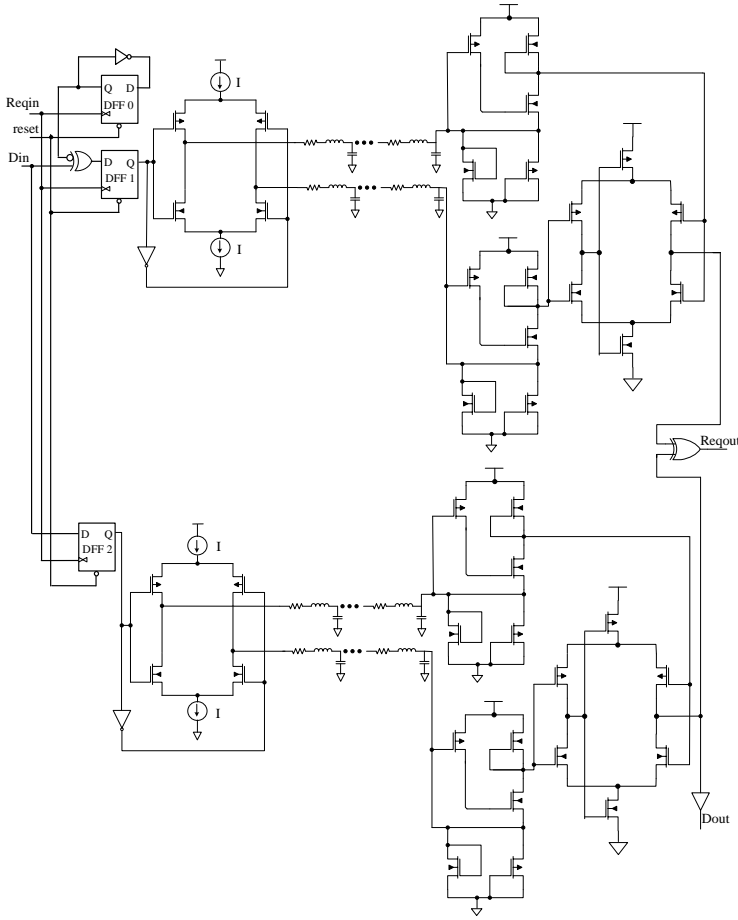 Q D
DFF 0
Reqin
reset
Din
D Q
DFF 1
I
I
Reqout
D Q
DFF 2
I
I
Dout